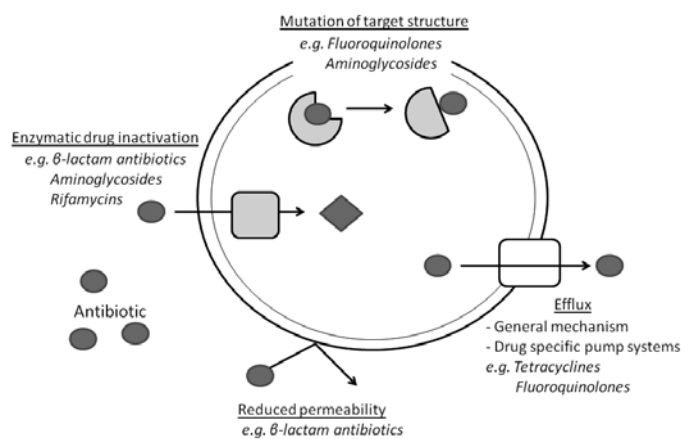 Mutation of target structure
e.g. Fluoroquinolones
Aminoglycosides
Enzymatic drug inactivation
e.g. β-lactam antibiotics
Aminoglycosides
Rifamycins
Antibiotic
Efflux
- General mechanism
- Drug specific pump systems
e.g. Tetracyclines
Fluoroquinolones
Reduced permeability
e.g. β-lactam antibiotics